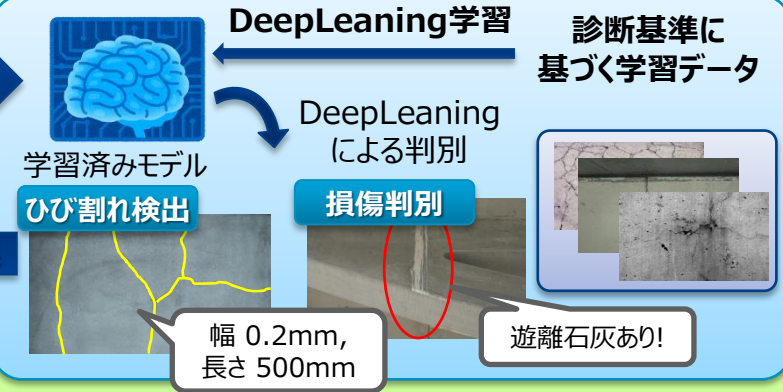 DeepLeaning学習
診断基準に
基づく学習データ
DeepLeaning
による判別
学習済みモデル
ひび割れ検出
損傷判別
幅 0.2mm,
長さ 500mm
遊離石灰あり!